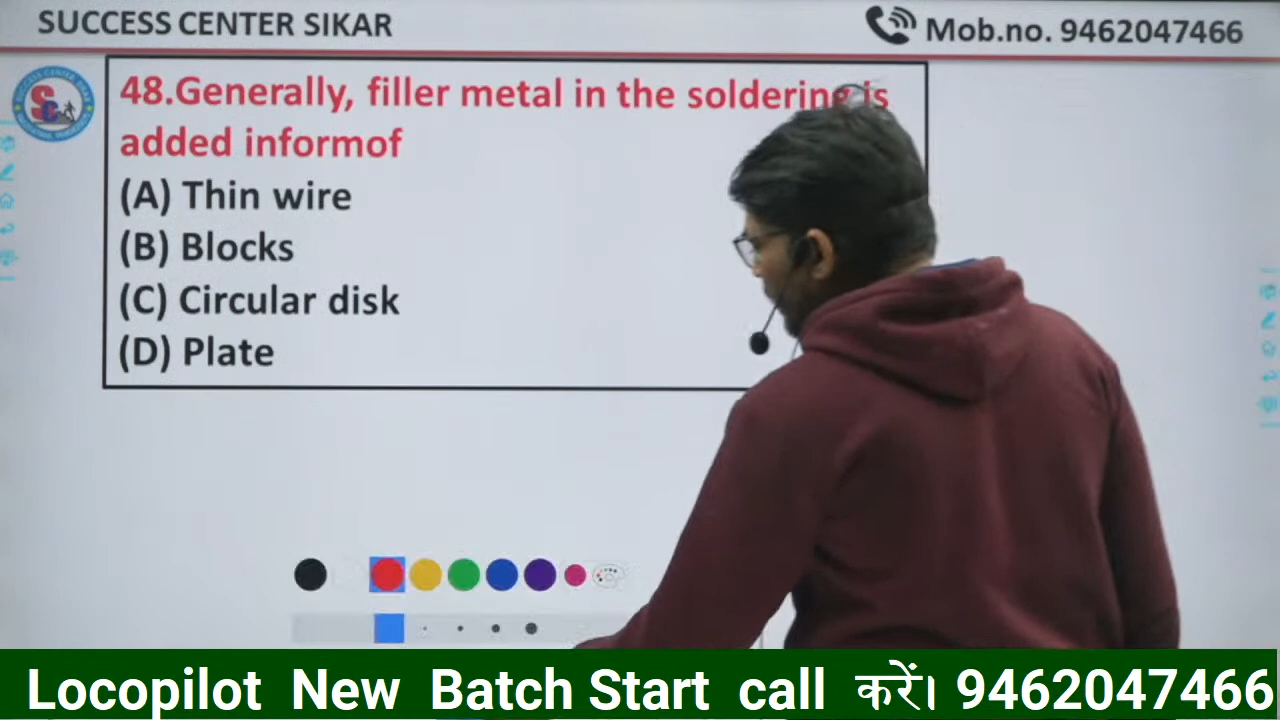 SUCCESS CENTER SIKAR
Mob.no. 9462047466
48.Generally, filler metal in the soldering is
added informof
(A) Thin wire
(B) Blocks
(C) Circular disk
(D) Plate
Locopilot New Batch Start call करें। 9462047466